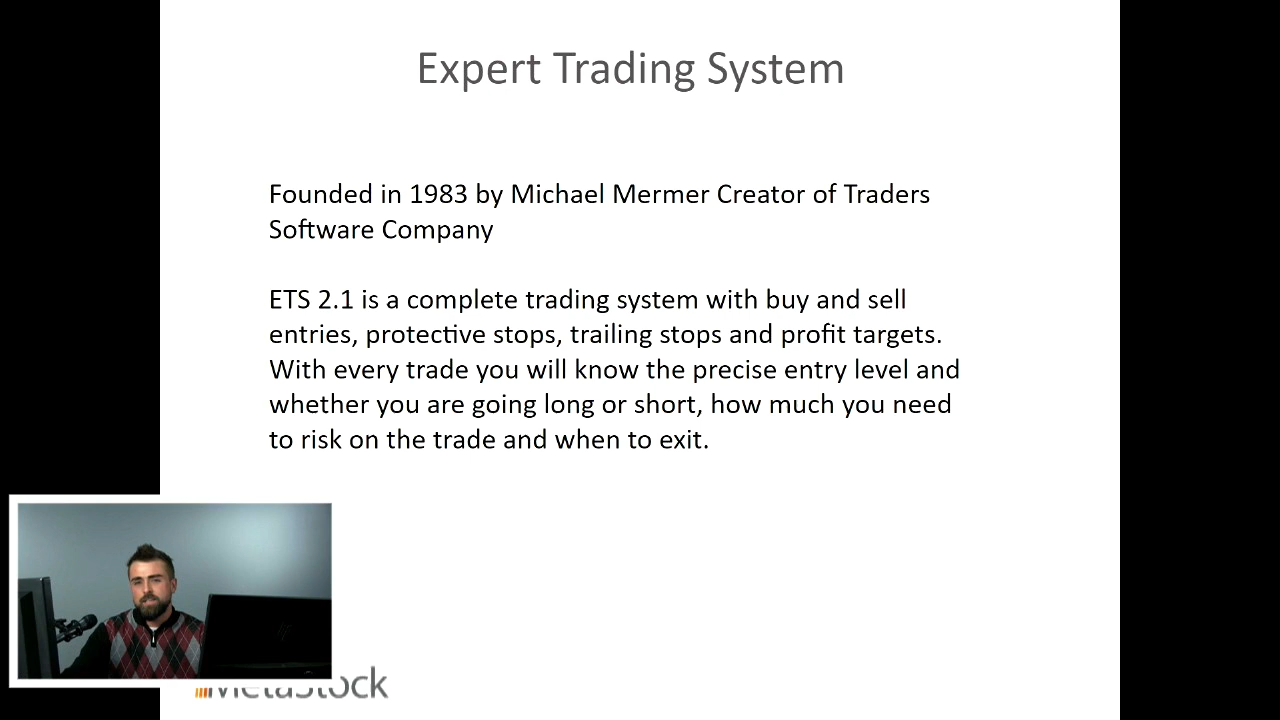 Expert Trading System
Founded in 1983 by Michael Mermer Creator of Traders
Software Company
ETS 2.1 is a complete trading system with buy and sell
entries, protective stops, trailing stops and profit targets.
With every trade you will know the precise entry level and
whether you are going long or short, how much you need
to risk on the trade and when to exit.
MetaStock